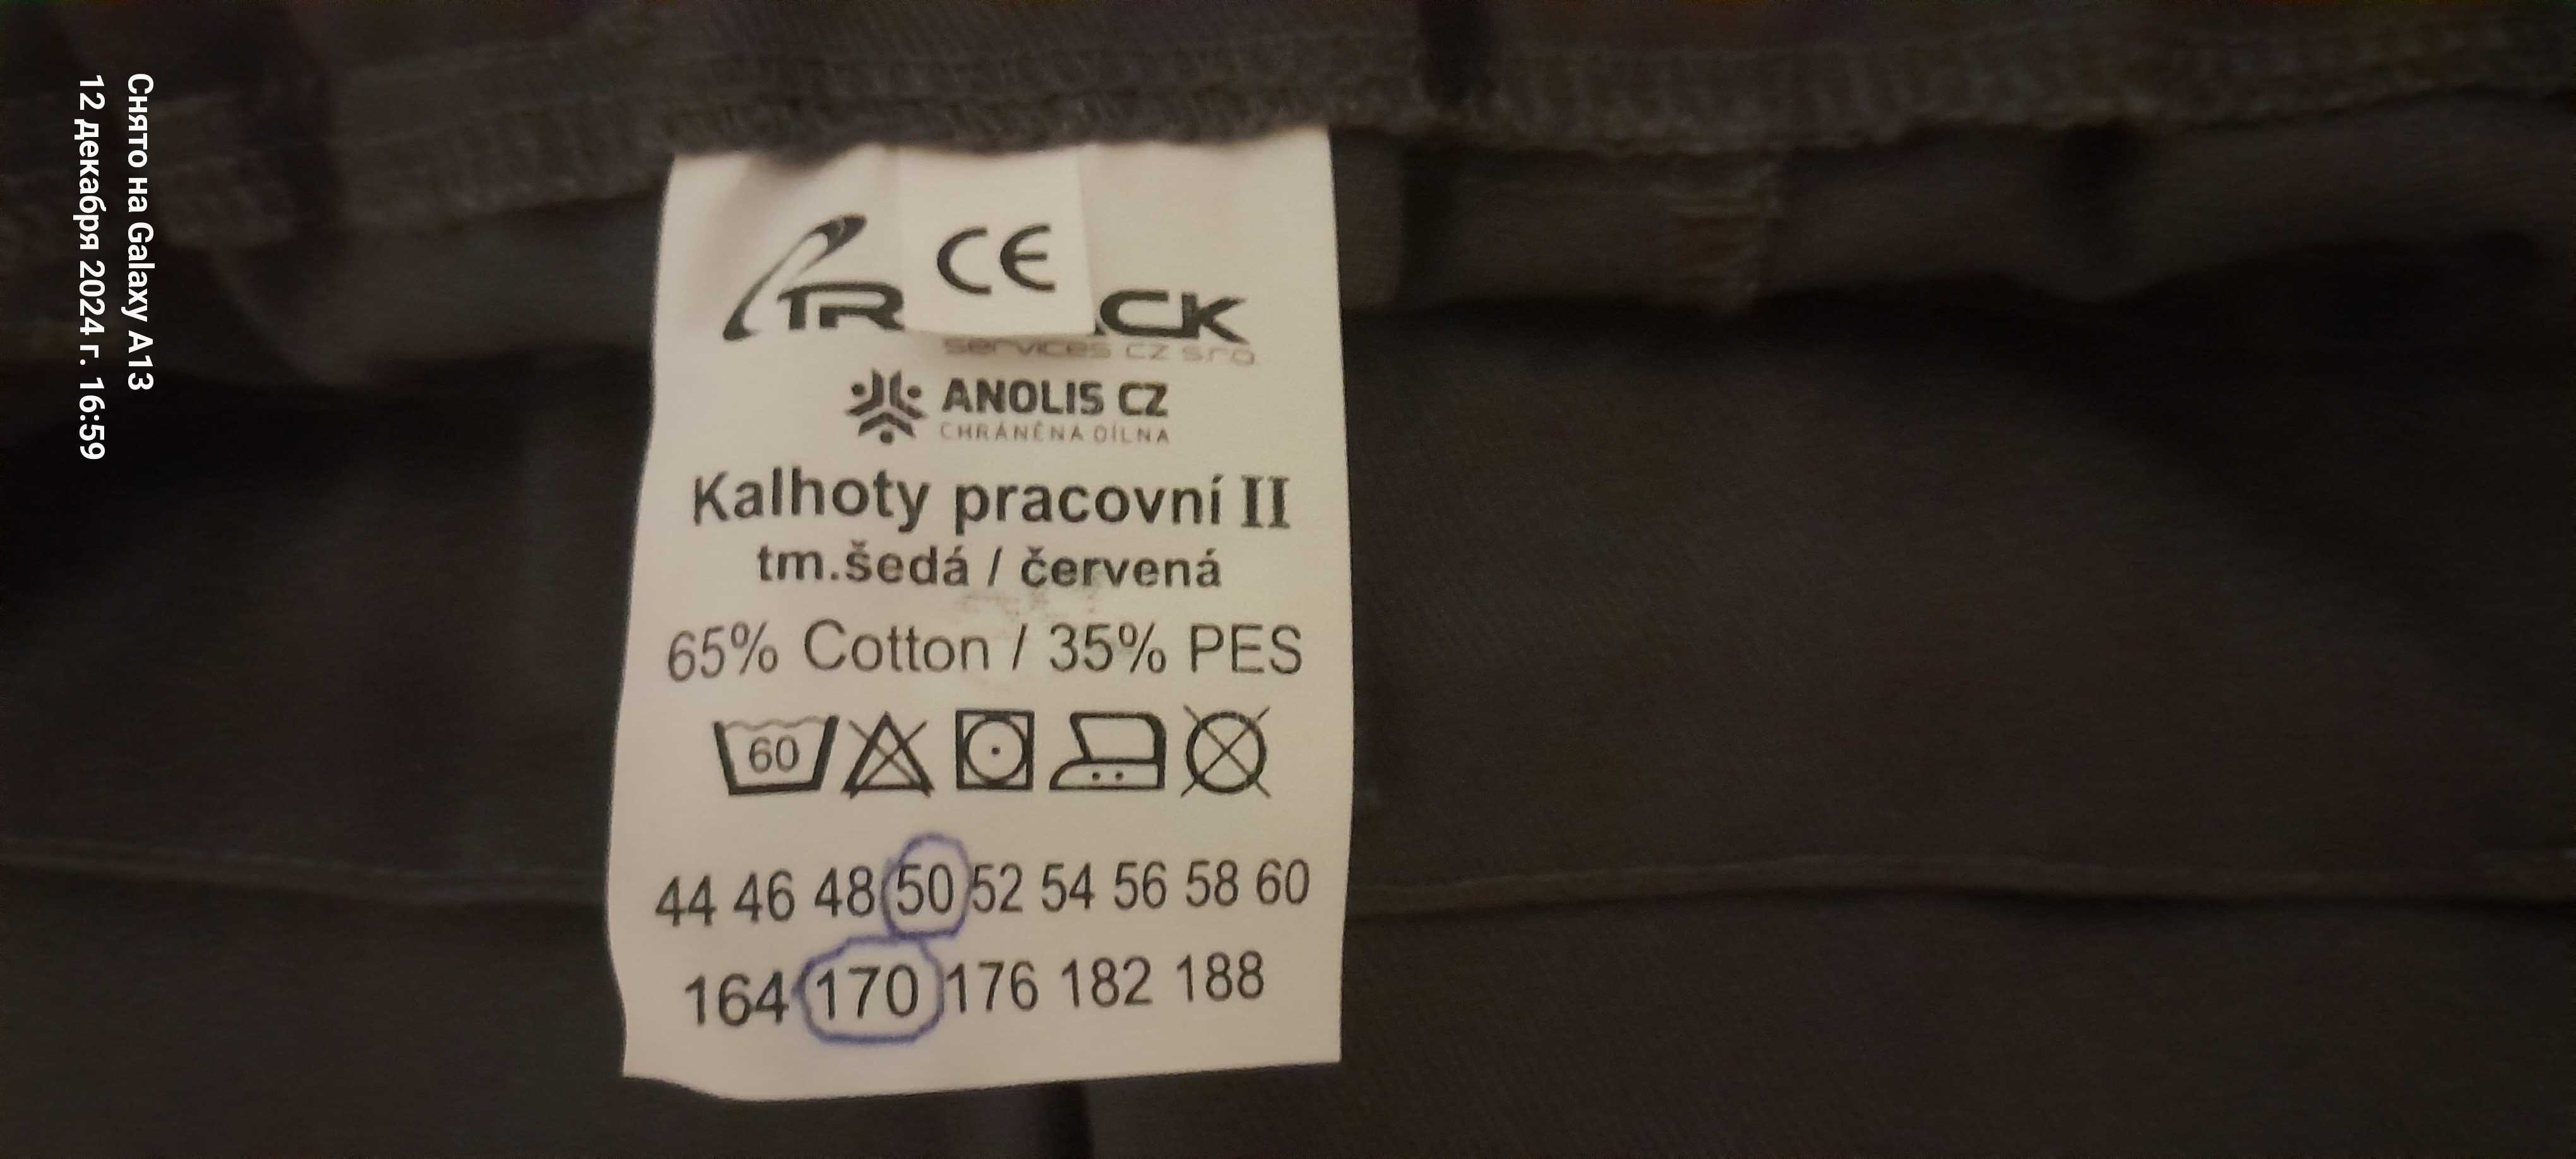 Снято на Galaxy A13
12 декабря 2024 г. 16:59
CE
TR CK
services cz s.r.o.
ANOLIS CZ
CHRÁNĚNÁ DÍLNA
Kalhoty pracovní II
tm.šedá / červená
65% Cotton / 35% PES
60
44 46 48 50 52 54 56 58 60
164 170 176 182 188